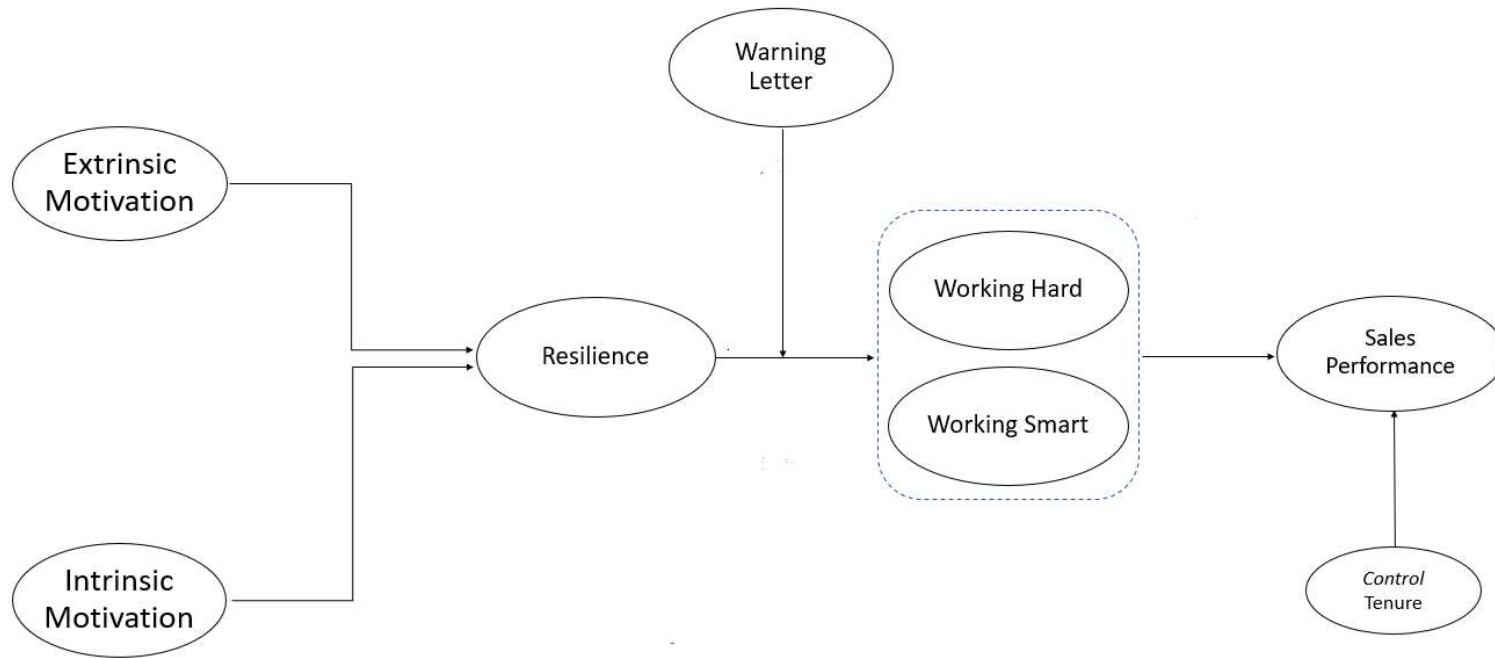 Warning
Letter
Extrinsic
Motivation
Working Hard
Resilience
Sales
Performance
Working Smart
Intrinsic
Motivation
Control
Tenure